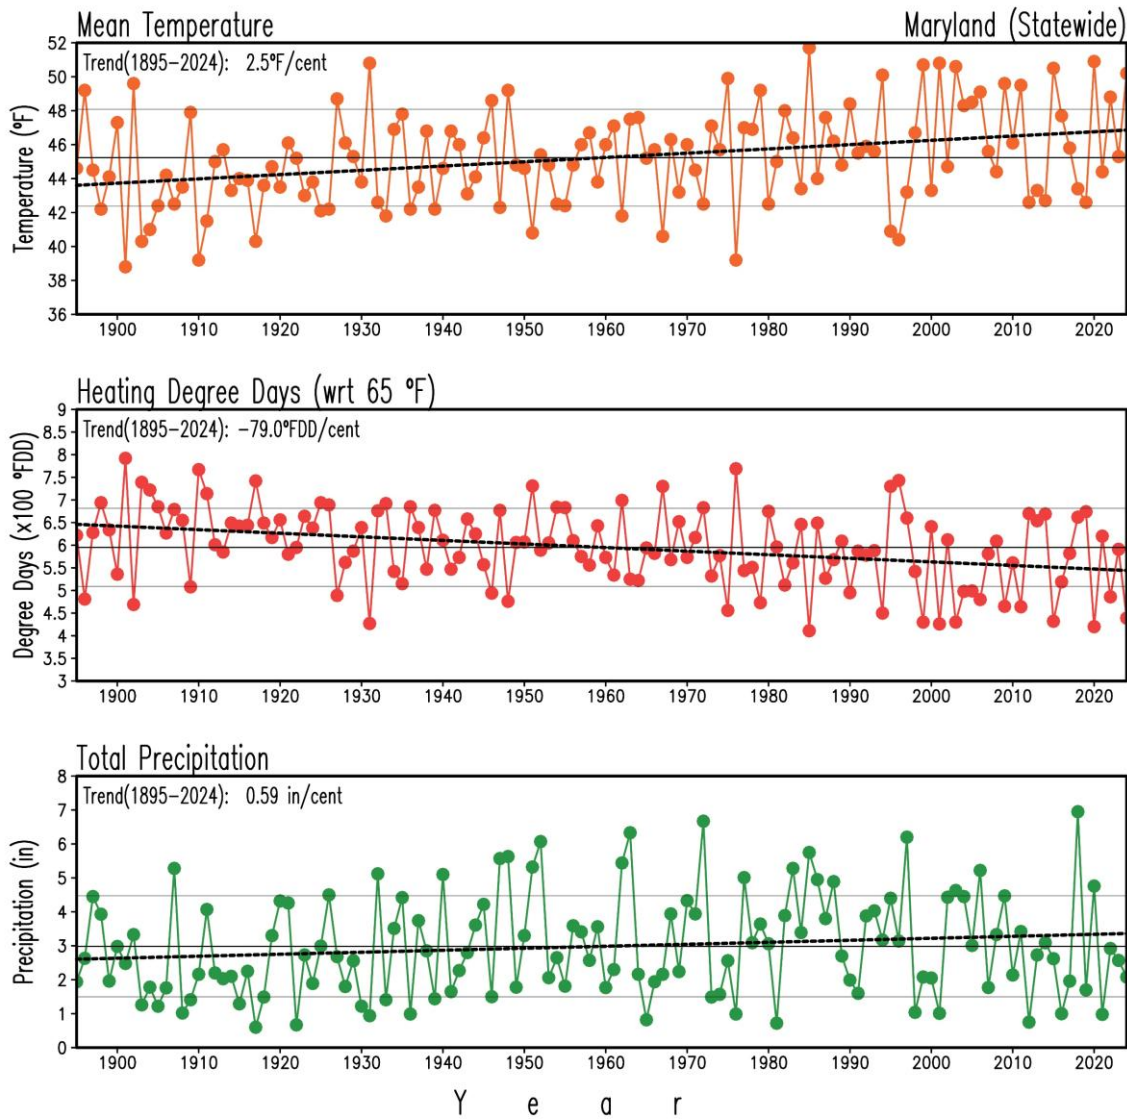 Mean Temperature
Maryland (Statewide)
Trend(1895-2024): 2.5°F/cent
Temperature (°F)
52
50
48
46
44
42
40
38
36
1900 1910 1920 1930 1940 1950 1960 1970 1980 1990 2000 2010 2020
Heating Degree Days (wrt 65 °F)
Trend(1895-2024): -79.0°FDD/cent
Degree Days (x100 °FDD)
9
8.5
8
7.5
7
6.5
6
5.5
5
4.5
4
3.5
3
1900 1910 1920 1930 1940 1950 1960 1970 1980 1990 2000 2010 2020
Total Precipitation
Trend(1895-2024): 0.59 in/cent
Precipitation (in)
8
7
6
5
4
3
2
1
0
1900 1910 1920 1930 1940 1950 1960 1970 1980 1990 2000 2010 2020
Y e a r